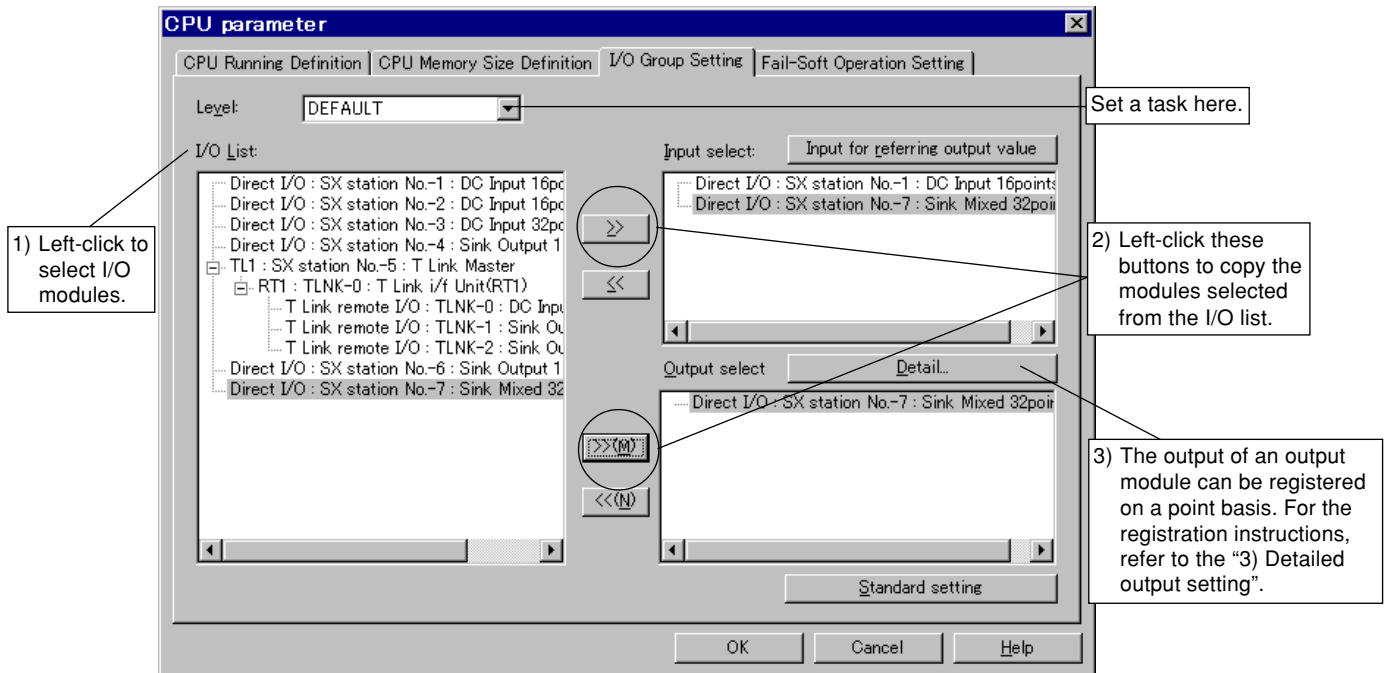 CPU parameter
CPU Running Definition
CPU Memory Size Definition
I/O Group Setting
Fail-Soft Operation Setting
Level:
DEFAULT
Set a task here.
I/O List:
Input select:
Input for referring output value
Direct I/O : SX station No.-1 : DC Input 16po
Direct I/O : SX station No.-2 : DC Input 16po
Direct I/O : SX station No.-3 : DC Input 32po
Direct I/O : SX station No.-4 : Sink Output 1
TL1 : SX station No.-5 : T Link Master
RT1 : TLNK-0 : T Link i/f Unit(RT1)
T Link remote I/O : TLNK-0 : DC Inpu
T Link remote I/O : TLNK-1 : Sink Ou
T Link remote I/O : TLNK-2 : Sink Ou
Direct I/O : SX station No.-6 : Sink Output 1
Direct I/O : SX station No.-7 : Sink Mixed 32
Direct I/O : SX station No.-1 : DC Input 16points
Direct I/O : SX station No.-7 : Sink Mixed 32poi
>>
<<
1) Left-click to
select I/O
modules.
2) Left-click these
buttons to copy the
modules selected
from the I/O list.
Output select
Detail...
Direct I/O : SX station No.-7 : Sink Mixed 32poir
>>(M)
<<(N)
3) The output of an output
module can be registered
on a point basis. For the
registration instructions,
refer to the “3) Detailed
output setting”.
Standard setting
OK
Cancel
Help